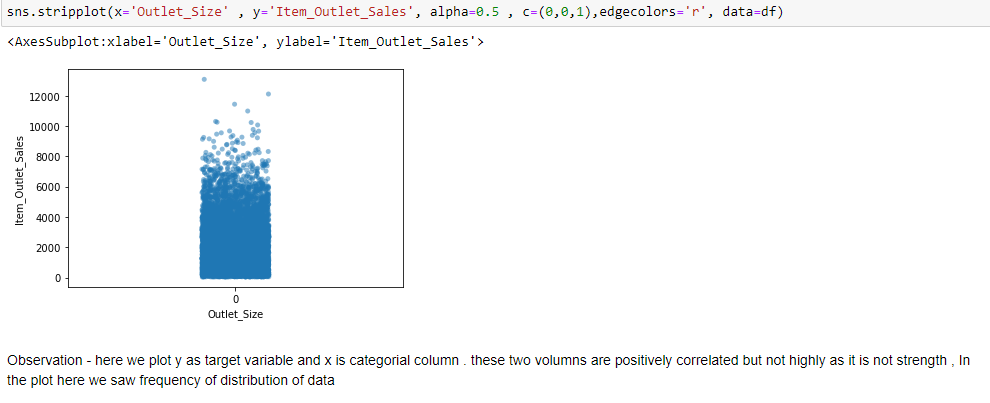 sns.stripplot(x='Outlet_Size' , y='Item_Outlet_Sales', alpha=0.5 , c=(0,0,1),edgecolors='r', data=df)
<AxesSubplot:xlabel='Outlet_Size', ylabel='Item_Outlet_Sales'>
12000
10000
8000
6000
4000
2000
0
Item_Outlet_Sales
0
Outlet_Size
Observation - here we plot y as target variable and x is categorial column . these two volumns are positively correlated but not highly as it is not strength , In
the plot here we saw frequency of distribution of data